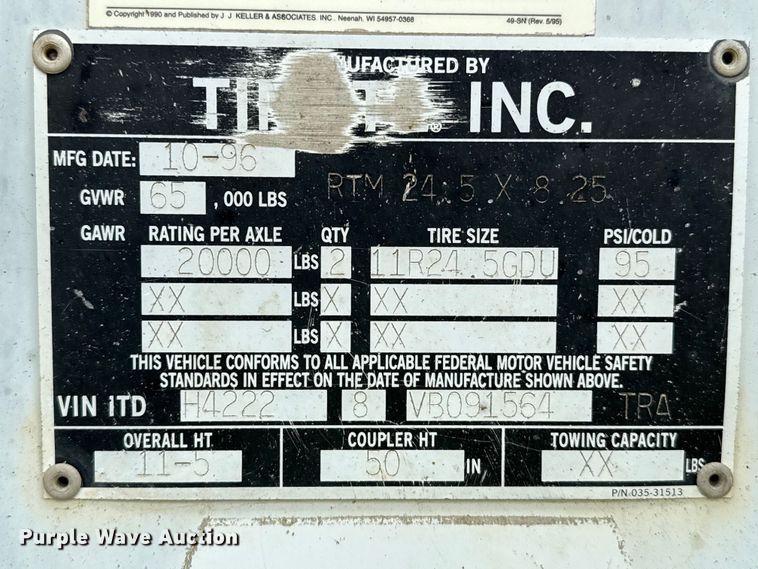 © Copyright 1990 and Published by J. J. KELLER & ASSOCIATES, INC. Neenah, WI 54957-0368 49-SN (Rev. 5/95)
BY
INC.
MFG DATE: 10-96
GVWR 65 ,000 LBS RTM 24.5 X 8.25
GAWR RATING PER AXLE QTY TIRE SIZE PSI/COLD
20000 LBS 2 11R24.5GDU 95
XX LBS X XX XX
XX LBS X XX XX
THIS VEHICLE CONFORMS TO ALL APPLICABLE FEDERAL MOTOR VEHICLE SAFETY
STANDARDS IN EFFECT ON THE DATE OF MANUFACTURE SHOWN ABOVE.
VIN 1TD H4222 8 VB091564 TRA
OVERALL HT COUPLER HT TOWING CAPACITY
11-5 50 IN XX LBS
P/N 035-31513
Purple Wave Auction